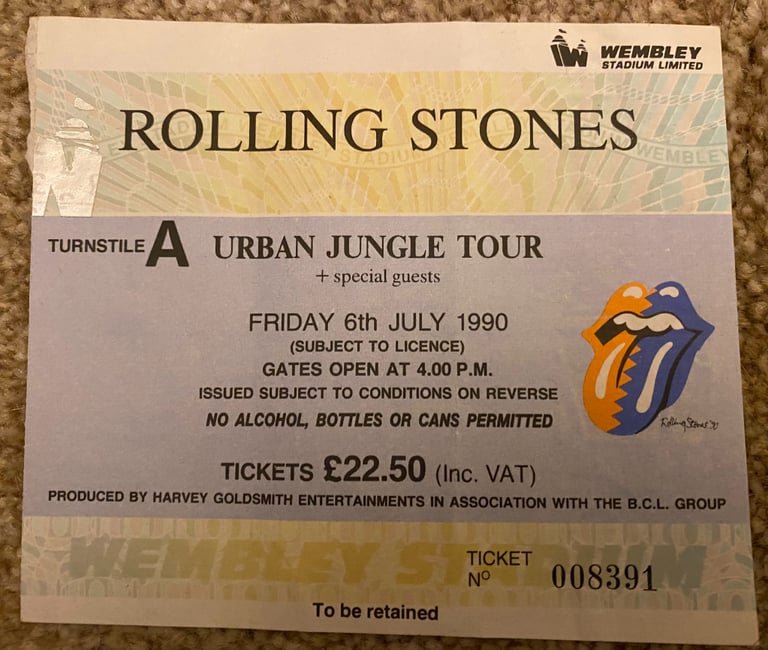 WEMBLEY
STADIUM LIMITED
ROLLING STONES
TURNSTILE A
URBAN JUNGLE TOUR
+ special guests
FRIDAY 6th JULY 1990
(SUBJECT TO LICENCE)
GATES OPEN AT 4.00 P.M.
ISSUED SUBJECT TO CONDITIONS ON REVERSE
NO ALCOHOL, BOTTLES OR CANS PERMITTED
Rolling Stones '90
TICKETS £22.50 (Inc. VAT)
PRODUCED BY HARVEY GOLDSMITH ENTERTAINMENTS IN ASSOCIATION WITH THE B.C.L. GROUP
WEMBLEY STADIUM
TICKET
Nº 008391
To be retained